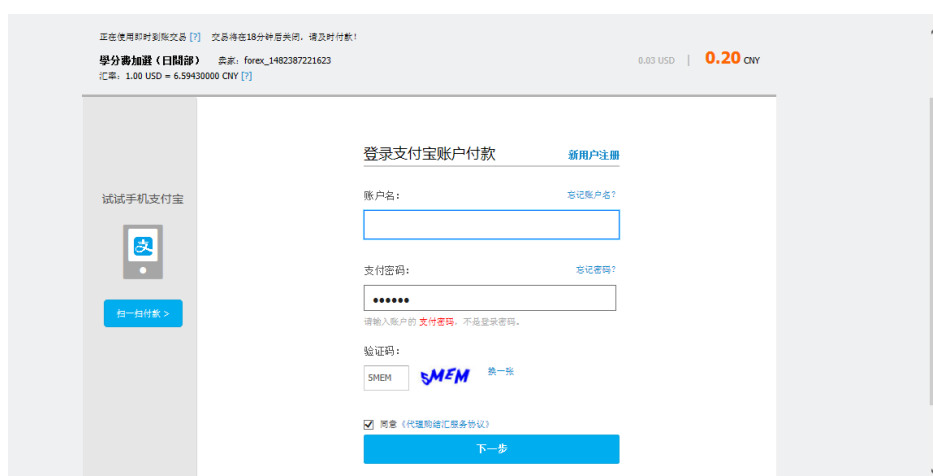 正在使用即时到账交易 [?] 交易将在18分钟后关闭，请及时付款！
學分費加選（日間部） 卖家：forex_1482387221623
0.03 USD | 0.20 CNY
汇率：1.00 USD = 6.59430000 CNY [?]
登录支付宝账户付款 新用户注册
试试手机支付宝
账户名： 忘记账户名?
支
扫一扫付款 >
支付密码： 忘记密码?
●●●●●●
请输入账户的 支付密码，不是登录密码。
验证码：
5MEM 5MEM 换一张
同意《代理购结汇服务协议》
下一步